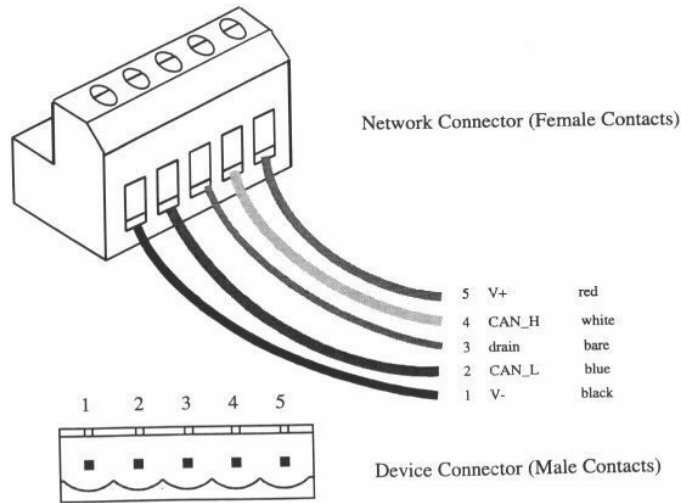 Network Connector (Female Contacts)
5 V+ red
4 CAN_H white
3 drain bare
2 CAN_L blue
1 V- black
1 2 3 4 5
Device Connector (Male Contacts)